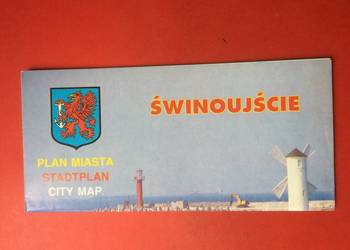 ŚWINOUJŚCIE
PLAN MIASTA
STADTPLAN
CITY MAP